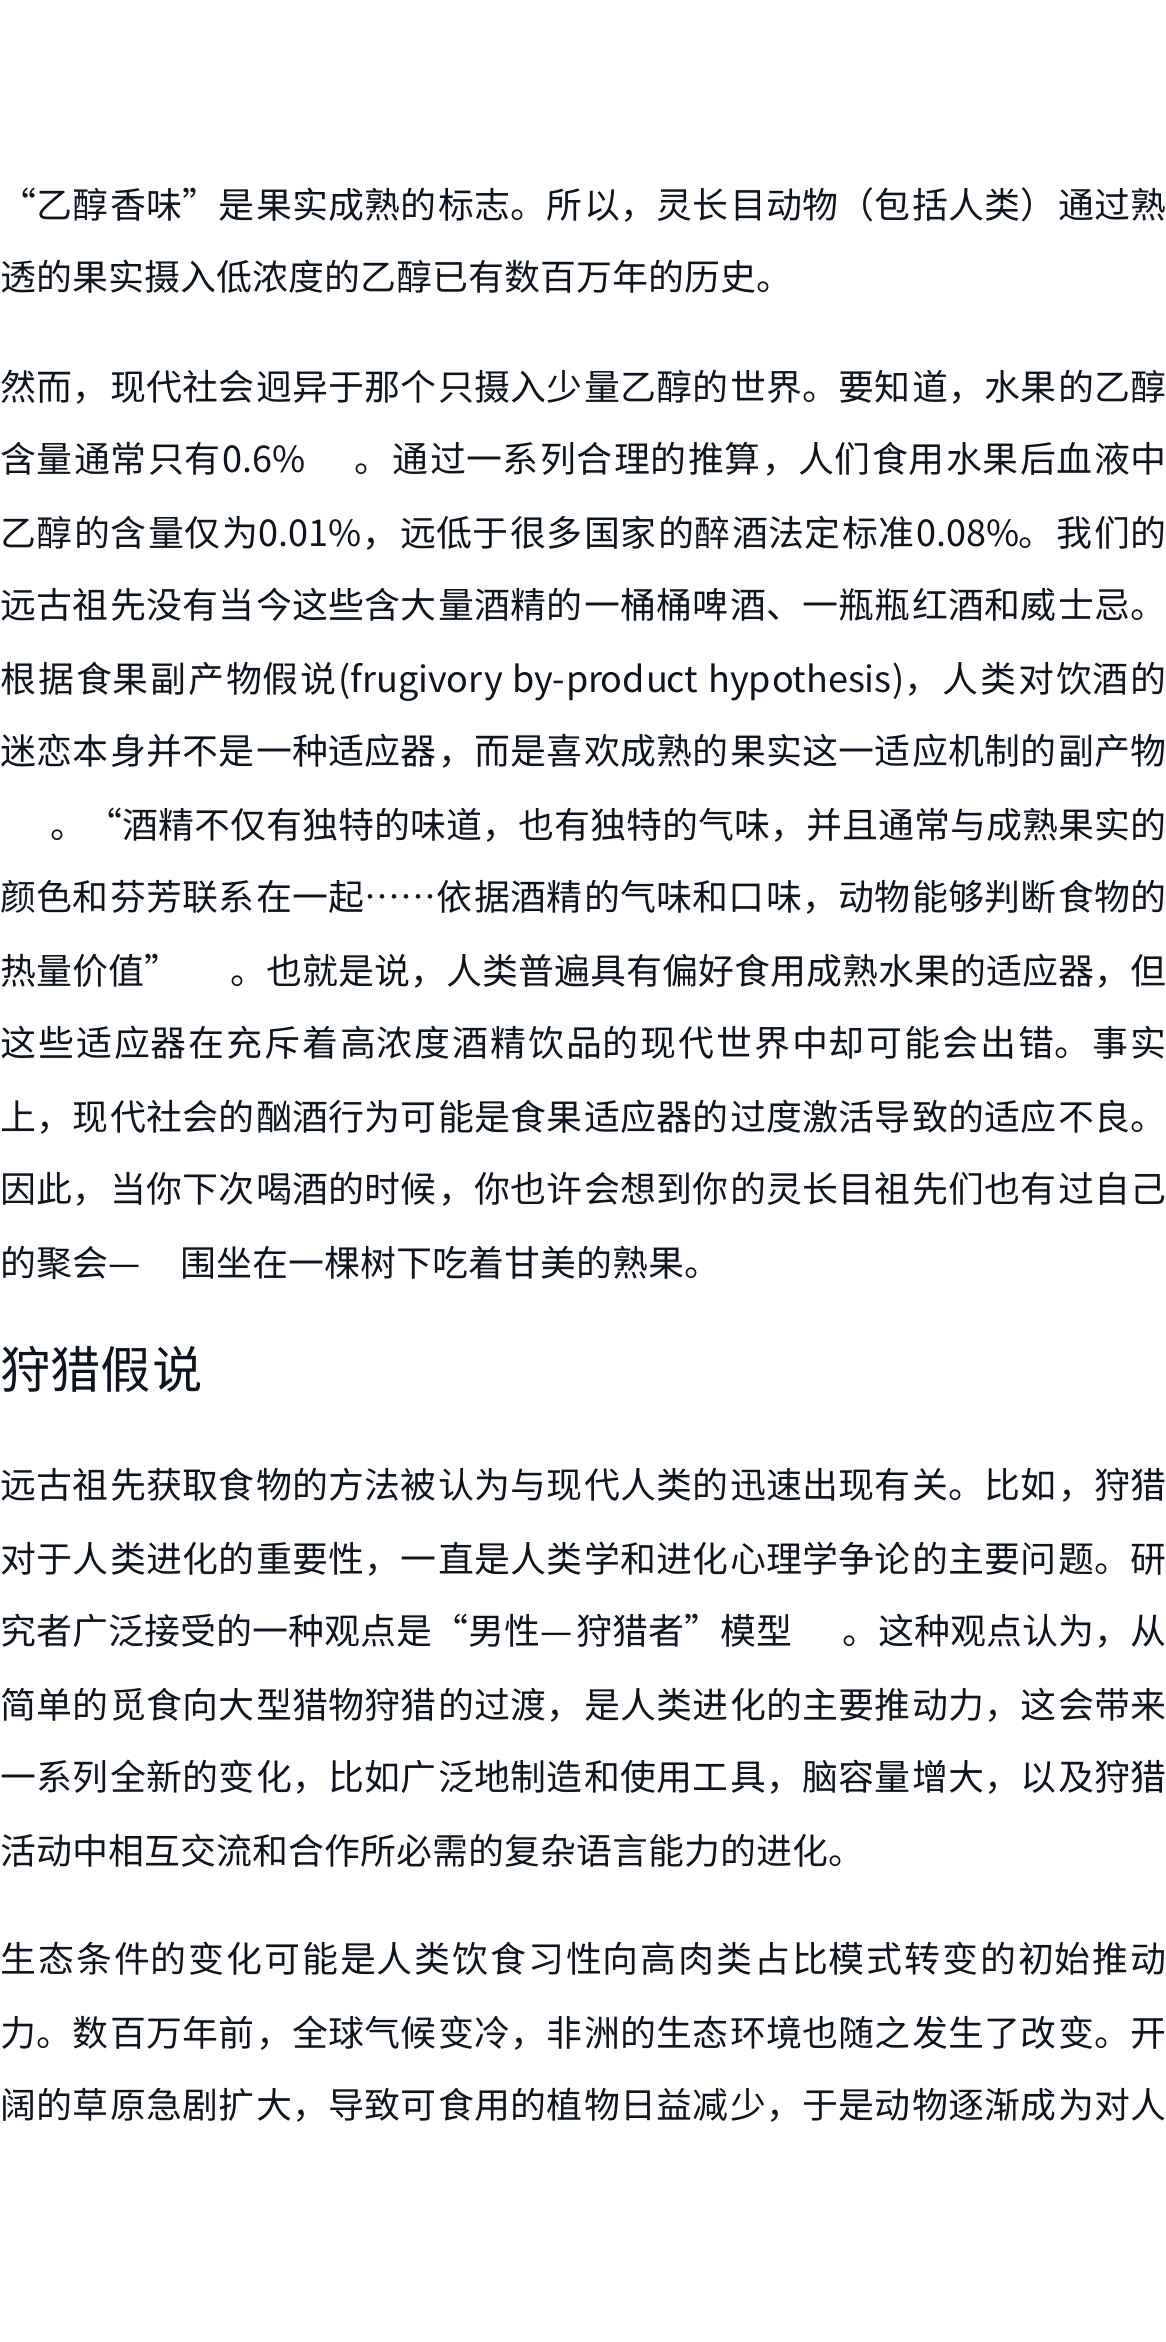 “乙醇香味”是果实成熟的标志。所以，灵长目动物（包括人类）通过熟
透的果实摄入低浓度的乙醇已有数百万年的历史。
然而，现代社会迥异于那个只摄入少量乙醇的世界。要知道，水果的乙醇
含量通常只有0.6% 。通过一系列合理的推算，人们食用水果后血液中
乙醇的含量仅为0.01%，远低于很多国家的醉酒法定标准0.08%。我们的
远古祖先没有当今这些含大量酒精的一桶桶啤酒、一瓶瓶红酒和威士忌。
根据食果副产物假说(frugivory by-product hypothesis)，人类对饮酒的
迷恋本身并不是一种适应器，而是喜欢成熟的果实这一适应机制的副产物
。“酒精不仅有独特的味道，也有独特的气味，并且通常与成熟果实的
颜色和芬芳联系在一起……依据酒精的气味和口味，动物能够判断食物的
热量价值” 。也就是说，人类普遍具有偏好食用成熟水果的适应器，但
这些适应器在充斥着高浓度酒精饮品的现代世界中却可能会出错。事实
上，现代社会的酗酒行为可能是食果适应器的过度激活导致的适应不良。
因此，当你下次喝酒的时候，你也许会想到你的灵长目祖先们也有过自己
的聚会— 围坐在一棵树下吃着甘美的熟果。
狩猎假说
远古祖先获取食物的方法被认为与现代人类的迅速出现有关。比如，狩猎
对于人类进化的重要性，一直是人类学和进化心理学争论的主要问题。研
究者广泛接受的一种观点是“男性—狩猎者”模型 。这种观点认为，从
简单的觅食向大型猎物狩猎的过渡，是人类进化的主要推动力，这会带来
一系列全新的变化，比如广泛地制造和使用工具，脑容量增大，以及狩猎
活动中相互交流和合作所必需的复杂语言能力的进化。
生态条件的变化可能是人类饮食习性向高肉类占比模式转变的初始推动
力。数百万年前，全球气候变冷，非洲的生态环境也随之发生了改变。开
阔的草原急剧扩大，导致可食用的植物日益减少，于是动物逐渐成为对人